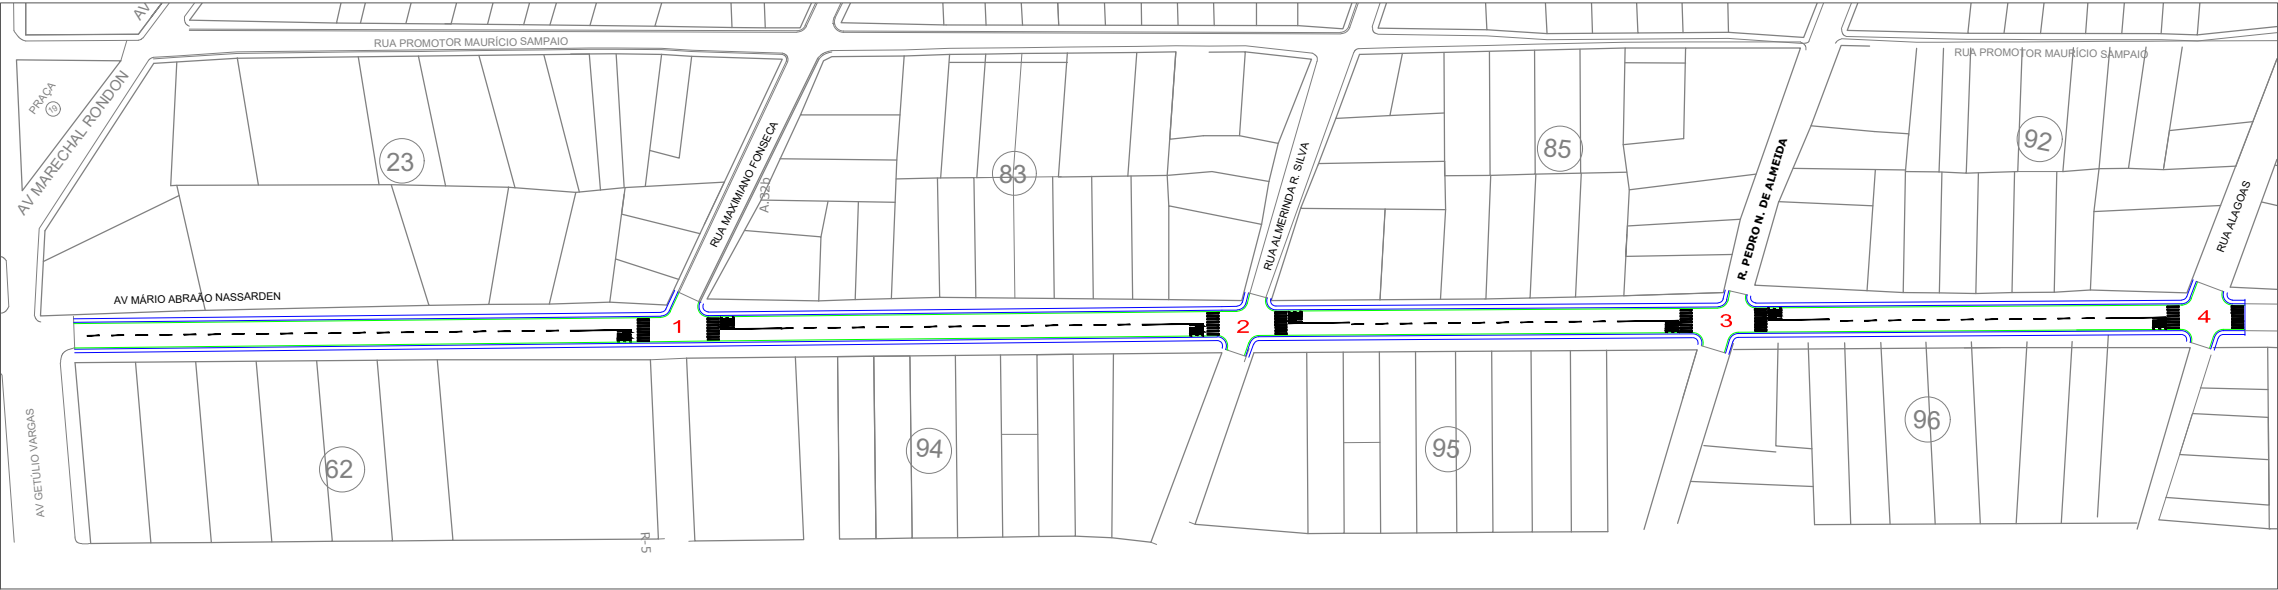 AV
AV
RUA PROMOTOR MAURÍCIO SAMPAIO
RUA PROMOTOR MAURÍCIO SAMPAIO
PRAÇA
19
AV MARECHAL RONDON
23
RUA MAXIMIANO FONSECA
A.32b
83
RUA ALMERINDA R. SILVA
85
R. PEDRO N. DE ALMEIDA
92
RUA ALAGOAS
AV MÁRIO ABRAÃO NASSARDEN
1
2
3
4
AV GETÚLIO VARGAS
62
R-5
94
95
96